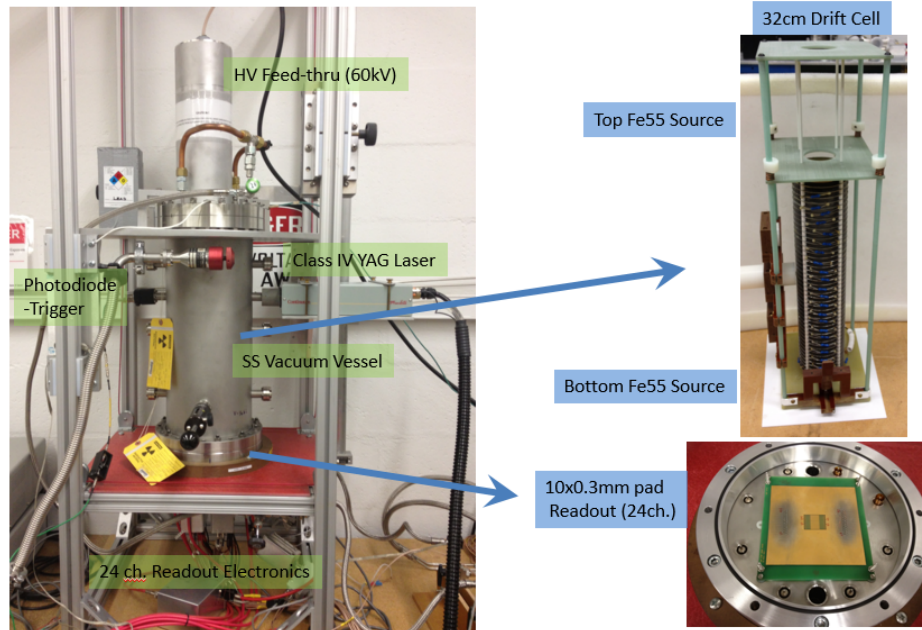 32cm Drift Cell
HV Feed-thru (60kV)
Top Fe55 Source
Class IV YAG Laser
Photodiode
-Trigger
SS Vacuum Vessel
Bottom Fe55 Source
10x0.3mm pad
Readout (24ch.)
24 ch. Readout Electronics